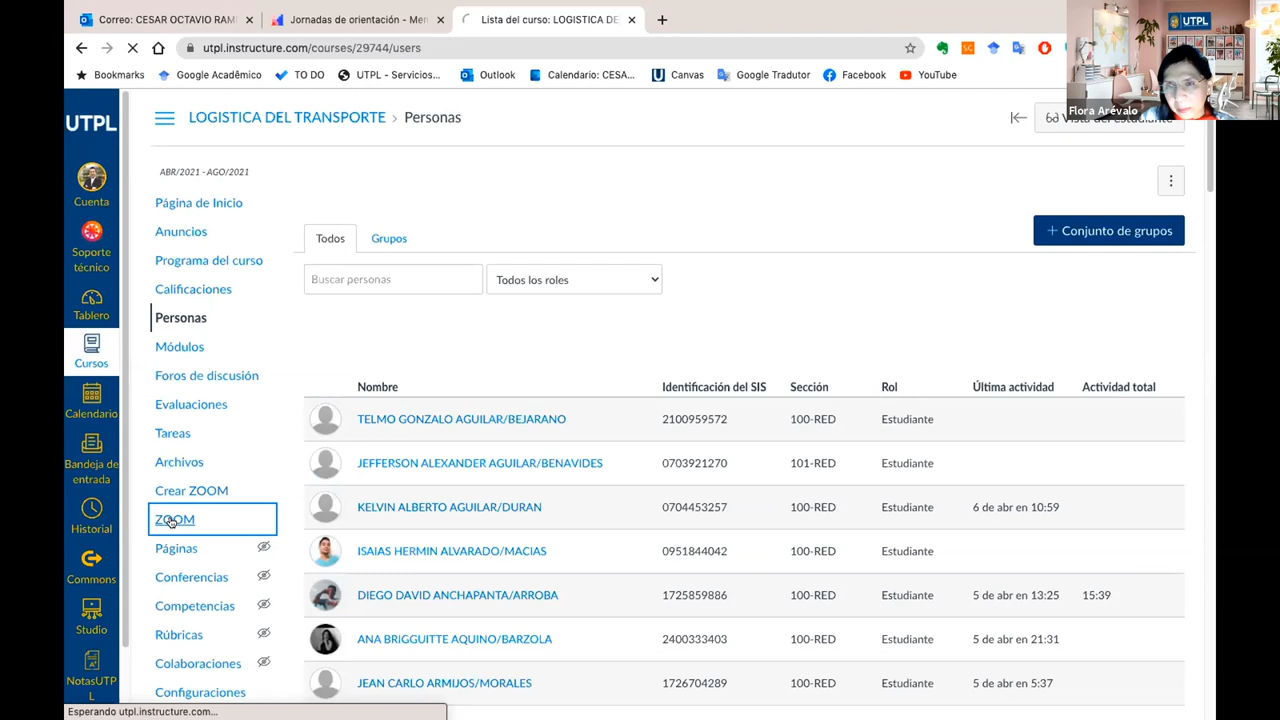 Correo: CESAR OCTAVIO RAM
Jornadas de orientación - Men
Lista del curso: LOGISTICA DE
utpl.instructure.com/courses/29744/users
Bookmarks
Google Académico
TO DO
UTPL - Servicios...
Outlook
Calendario: CESA...
Canvas
Google Tradutor
Facebook
YouTube
UTPL
Flora Arévalo
UTPL
LOGISTICA DEL TRANSPORTE › Personas
Vista del estudiante
ABR/2021 - AGO/2021
Cuenta
Soporte
técnico
Tablero
Cursos
Calendario
Bandeja de
entrada
Historial
Commons
Studio
NotasUTP
L
Página de Inicio
Anuncios
Programa del curso
Calificaciones
Personas
Módulos
Foros de discusión
Evaluaciones
Tareas
Archivos
Crear ZOOM
ZOOM
Páginas
Conferencias
Competencias
Rúbricas
Colaboraciones
Configuraciones
Todos
Grupos
+ Conjunto de grupos
Buscar personas
Todos los roles
Nombre Identificación del SIS Sección Rol Última actividad Actividad total
TELMO GONZALO AGUILAR/BEJARANO 2100959572 100-RED Estudiante
JEFFERSON ALEXANDER AGUILAR/BENAVIDES 0703921270 101-RED Estudiante
KELVIN ALBERTO AGUILAR/DURAN 0704453257 100-RED Estudiante 6 de abr en 10:59
ISAIAS HERMIN ALVARADO/MACIAS 0951844042 100-RED Estudiante
DIEGO DAVID ANCHAPANTA/ARROBA 1725859886 100-RED Estudiante 5 de abr en 13:25 15:39
ANA BRIGGUITTE AQUINO/BARZOLA 2400333403 100-RED Estudiante 5 de abr en 21:31
JEAN CARLO ARMIJOS/MORALES 1726704289 100-RED Estudiante 5 de abr en 5:37
Esperando utpl.instructure.com...